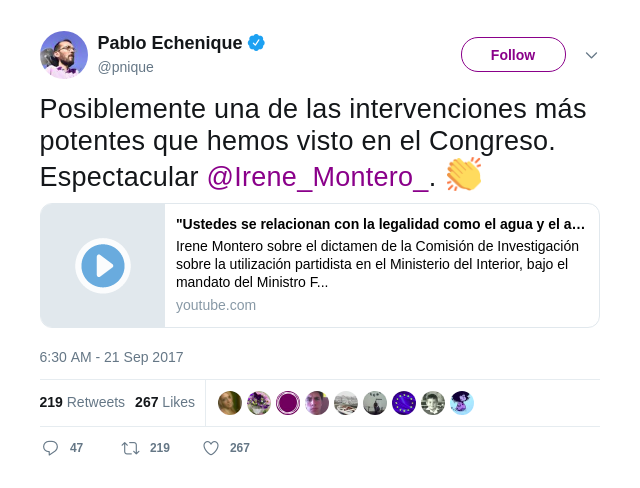 Pablo Echenique
@pnique
Follow
Posiblemente una de las intervenciones más
potentes que hemos visto en el Congreso.
Espectacular @Irene_Montero_. 👏
"Ustedes se relacionan con la legalidad como el agua y el a…
Irene Montero sobre el dictamen de la Comisión de Investigación
sobre la utilización partidista en el Ministerio del Interior, bajo el
mandato del Ministro F...
youtube.com
6:30 AM - 21 Sep 2017
219 Retweets 267 Likes
47 219 267